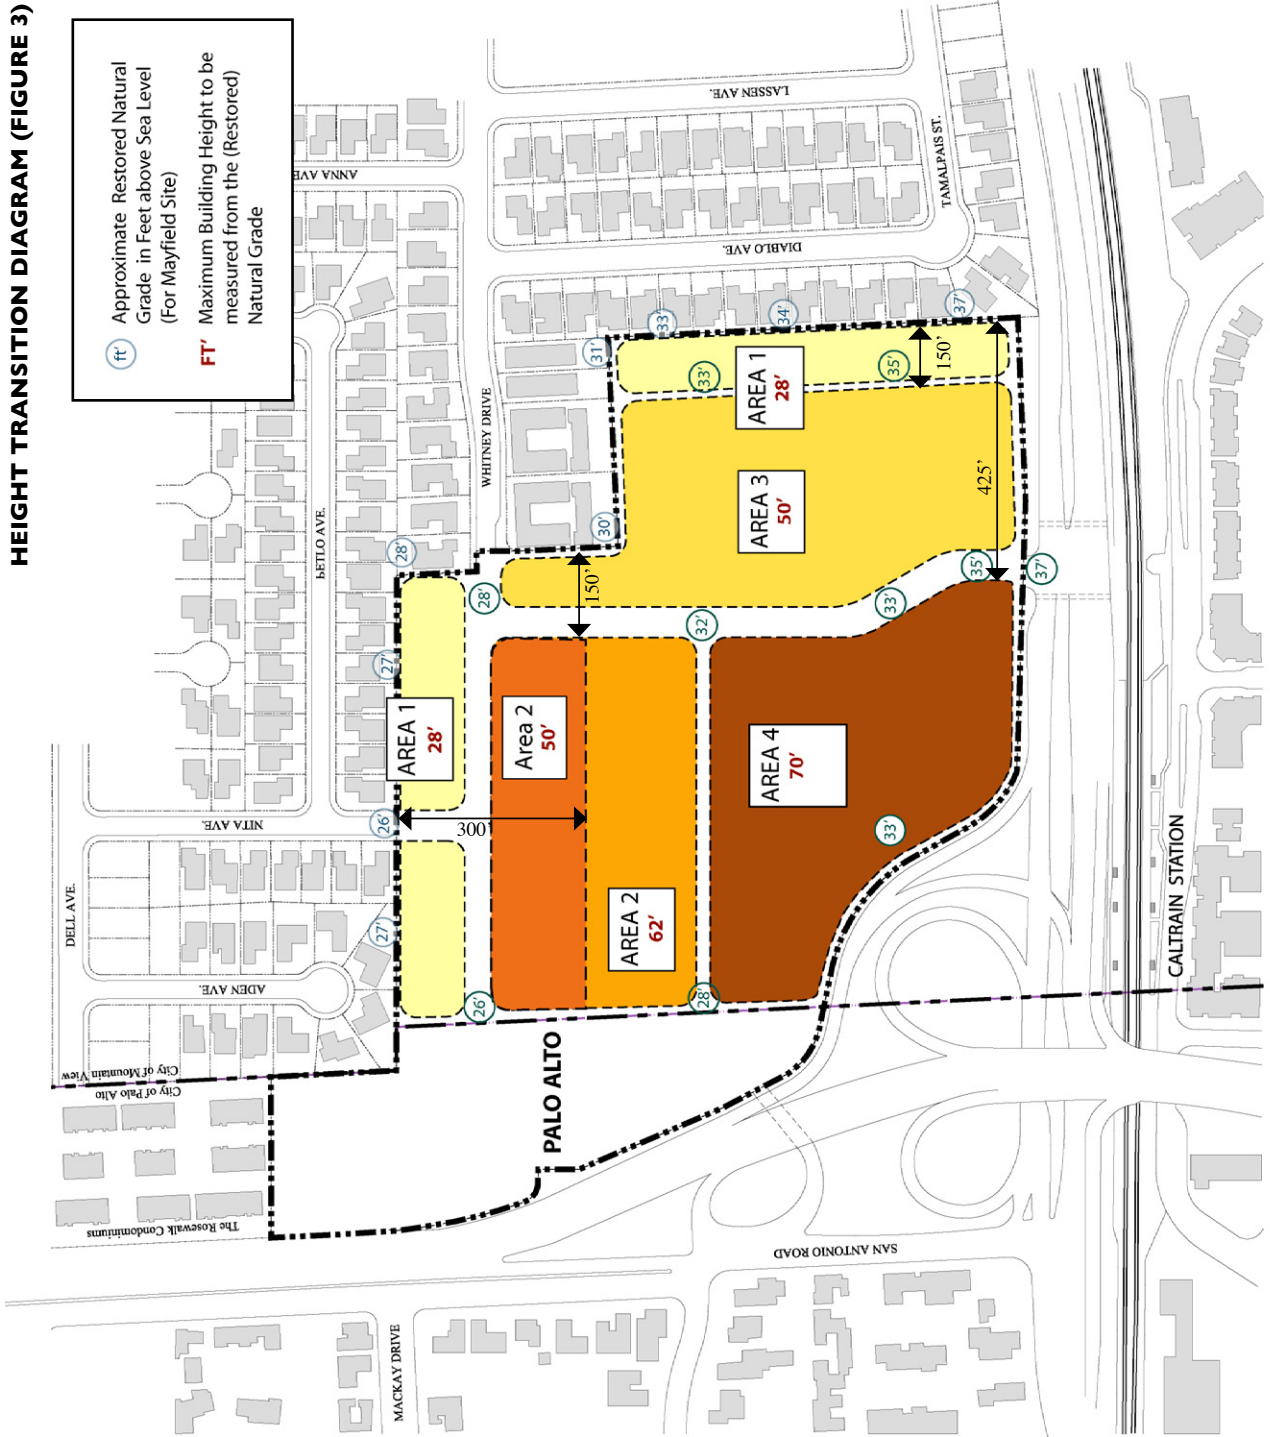 HEIGHT TRANSITION DIAGRAM (FIGURE 3)
ft'
Approximate Restored Natural
Grade in Feet above Sea Level
(For Mayfield Site)
FT'
Maximum Building Height to be
measured from the (Restored)
Natural Grade
LASSEN AVE.
TAMALPAIS ST.
ANNA AVE
DIABLO AVE.
WHITNEY DRIVE
BETLO AVE.
NITA AVE.
DELL AVE.
ADEN AVE.
City of Mountain View
City of Palo Alto
The Rosewalk Condominiums
PALO ALTO
SAN ANTONIO ROAD
MACKAY DRIVE
CALTRAIN STATION
AREA 1
28'
AREA 3
50'
AREA 1
28'
Area 2
50'
AREA 2
62'
AREA 4
70'
150'
425'
150'
300'
31'
33'
34'
37'
33'
35'
30'
28'
28'
27'
26'
27'
26'
28'
32'
33'
35'
37'
33'